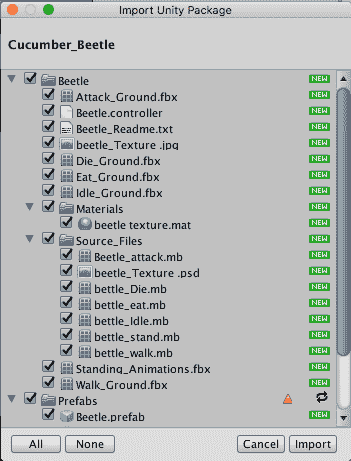 Import Unity Package
Cucumber_Beetle
Beetle NEW
Attack_Ground.fbx NEW
Beetle.controller NEW
Beetle_Readme.txt NEW
beetle_Texture .jpg NEW
Die_Ground.fbx NEW
Eat_Ground.fbx NEW
Idle_Ground.fbx NEW
Materials NEW
beetle texture.mat NEW
Source_Files NEW
Beetle_attack.mb NEW
beetle_Texture .psd NEW
bettle_Die.mb NEW
bettle_eat.mb NEW
bettle_Idle.mb NEW
bettle_stand.mb NEW
bettle_walk.mb NEW
Standing_Animations.fbx NEW
Walk_Ground.fbx NEW
Prefabs
Beetle.prefab NEW
All None Cancel Import